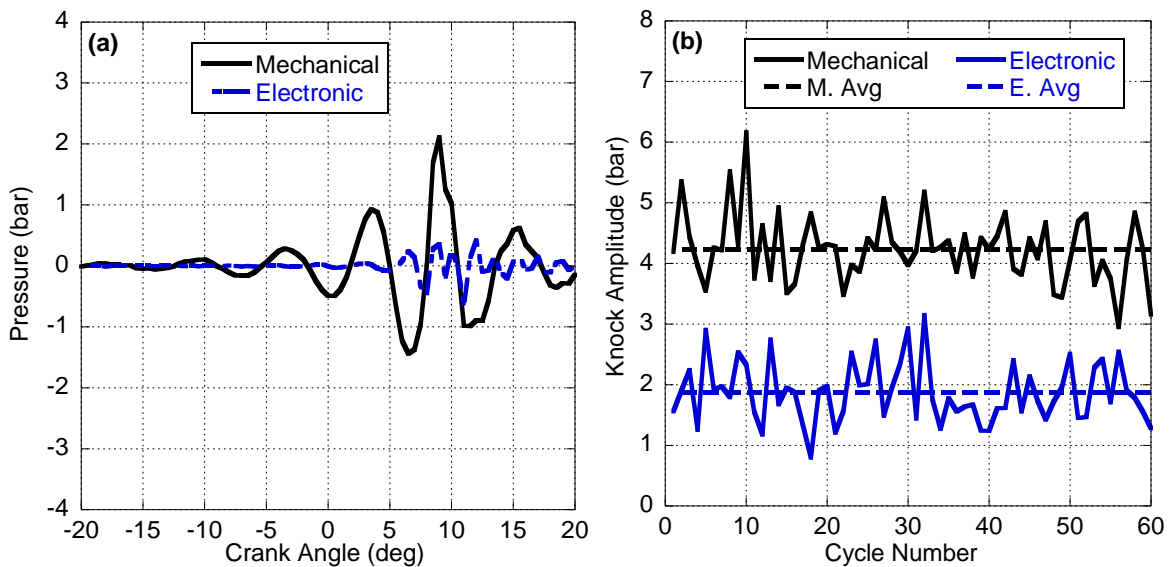 (a)
Mechanical
Electronic
Pressure (bar)
4
3
2
1
0
-1
-2
-3
-4
-20 -15 -10 -5 0 5 10 15 20
Crank Angle (deg)
(b)
Mechanical Electronic
M. Avg E. Avg
Knock Amplitude (bar)
8
7
6
5
4
3
2
1
0
0 10 20 30 40 50 60
Cycle Number